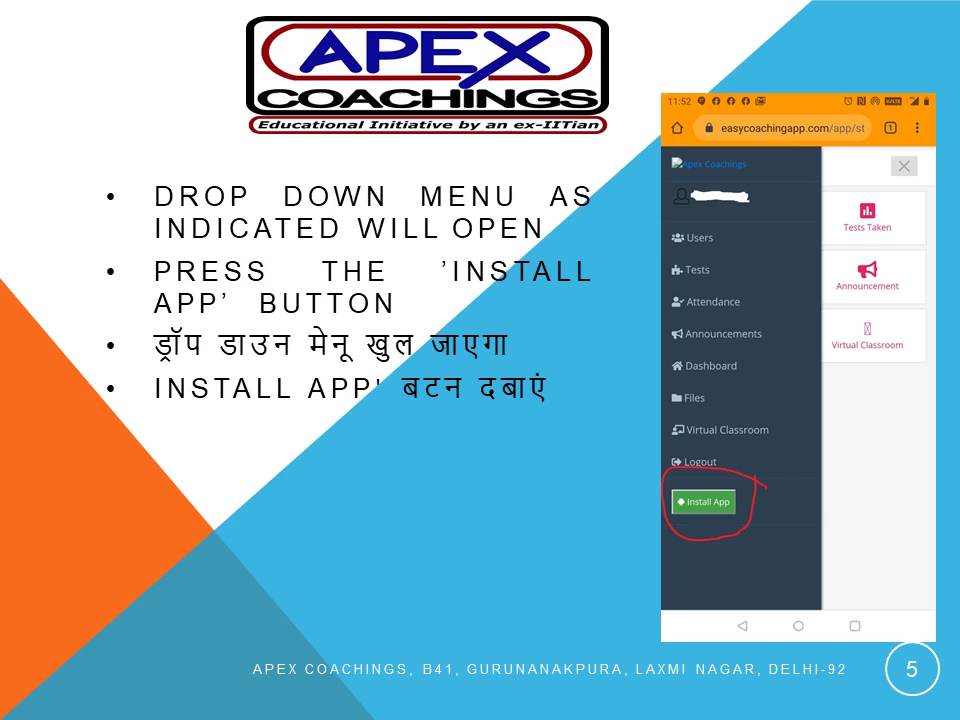 APEX
COACHINGS
Educational Initiative by an ex-IITian
• DROP DOWN MENU AS
INDICATED WILL OPEN
• PRESS THE ’INSTALL
APP’ BUTTON
• ड्रॉप डाउन मेनू खुल जाएगा
• INSTALL APP' बटन दबाएं
11:52
easycoachingapp.com/app/st
1
Apex Coachings
Users
Tests
Attendance
Announcements
Dashboard
Files
Virtual Classroom
Logout
Install App
Tests Taken
Announcement
Virtual Classroom
APEX COACHINGS, B41, GURUNANAKPURA, LAXMI NAGAR, DELHI-92
5